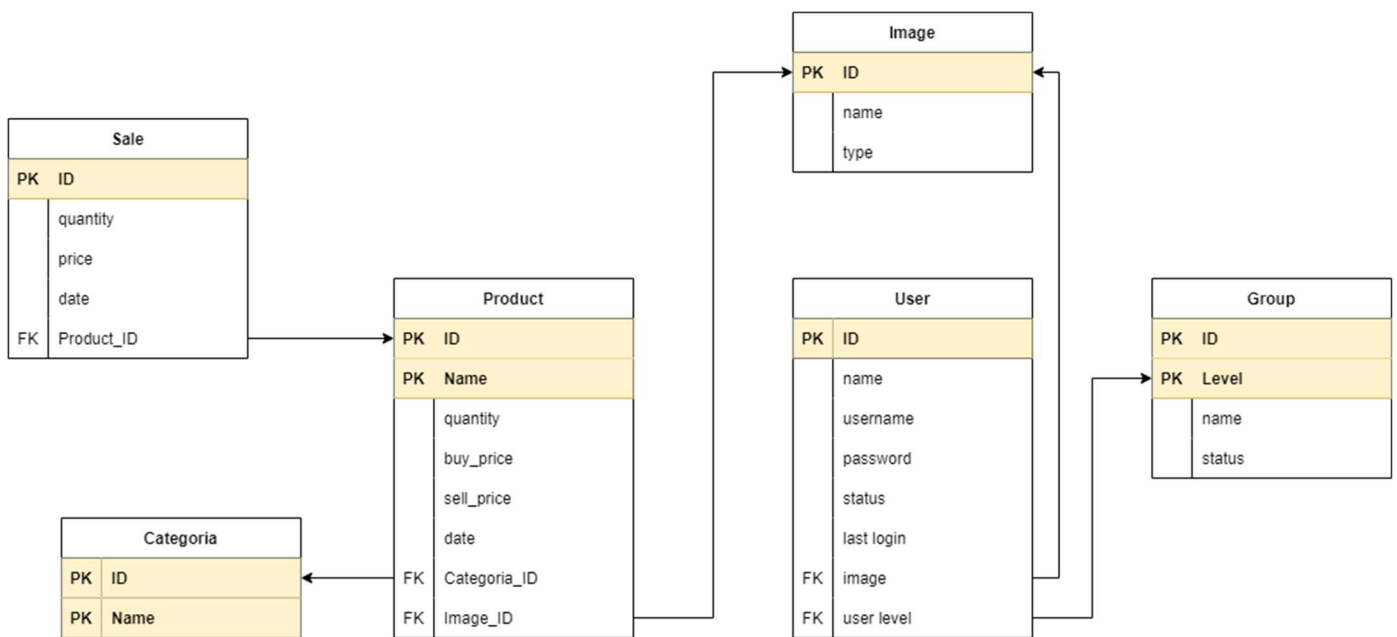 Image
PK ID
name
type
Sale
PK ID
quantity
price
date
FK Product_ID
Product
PK ID
PK Name
quantity
buy_price
sell_price
date
FK Categoria_ID
FK Image_ID
User
PK ID
name
username
password
status
last login
FK image
FK user level
Group
PK ID
PK Level
name
status
Categoria
PK ID
PK Name